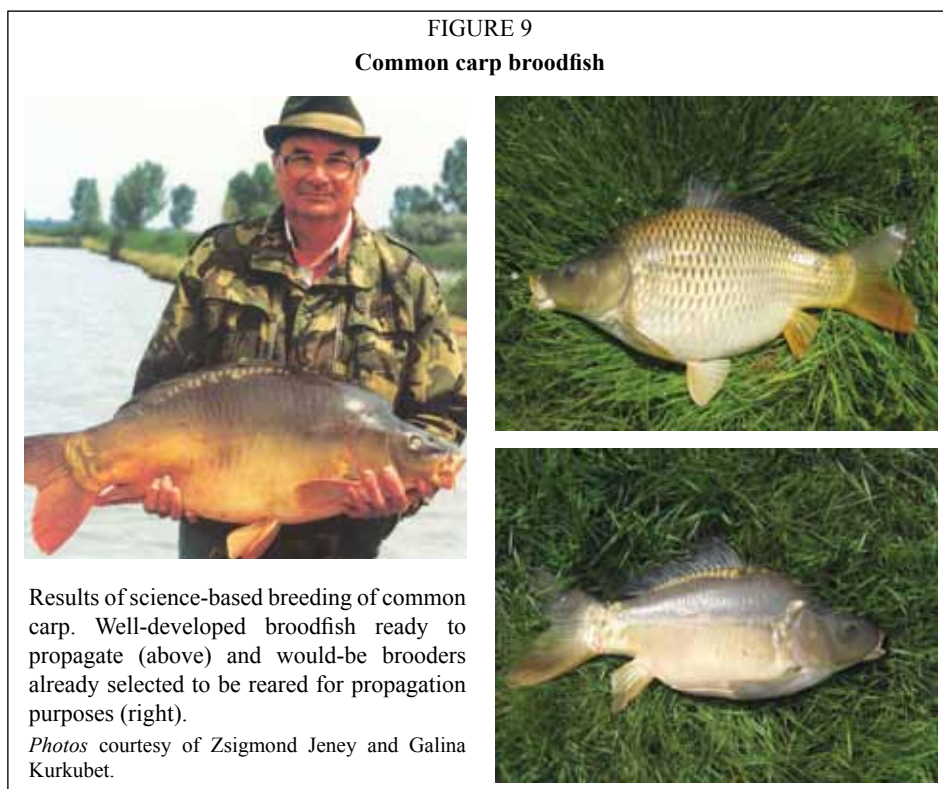 FIGURE 9
Common carp broodfish
Results of science-based breeding of common
carp. Well-developed broodfish ready to
propagate (above) and would-be brooders
already selected to be reared for propagation
purposes (right).
Photos courtesy of Zsigmond Jeney and Galina
Kurkubet.